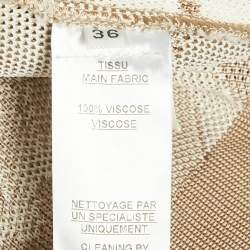 36
TISSU
MAIN FABRIC
100% VISCOSE
VISCOSE
NETTOYAGE PAR
UN SPECIALISTE
UNIQUEMENT
CLEANING BY